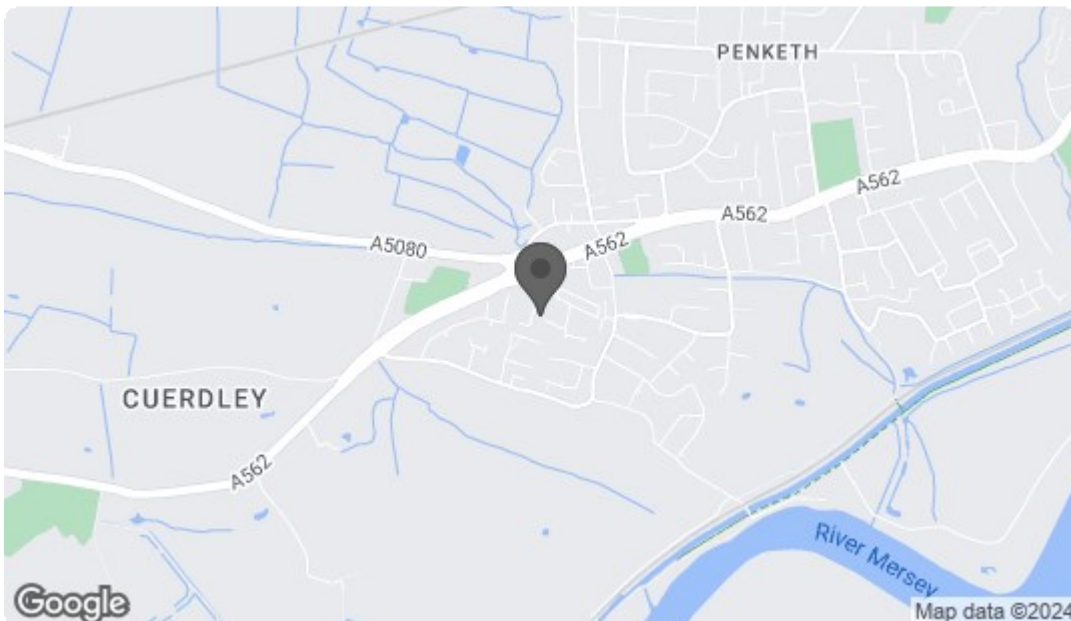 PENKETH
A562
A562
A562
A5080
CUERDLEY
A562
River Mersey
Google
Map data ©2024